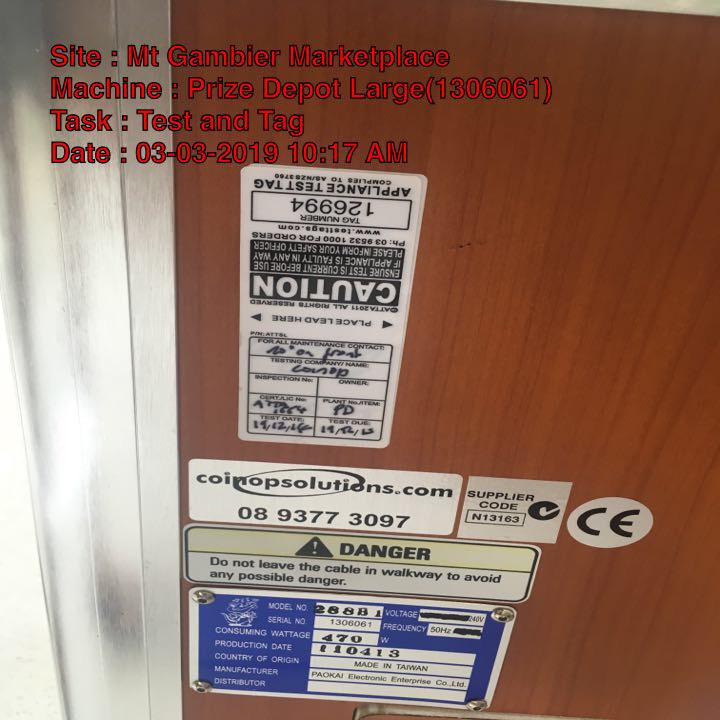 Site : Mt Gambier Marketplace
Machine : Prize Depot Large(1306061)
Task : Test and Tag
Date : 03-03-2019 10:17 AM
APPLIANCE TEST TAG
COMPLIES TO AS/NZS3760
126994
TAG NUMBER
www.testtags.com
Ph: 03 9532 1000 FOR ORDERS
ENSURE TEST IS CURRENT BEFORE USE
IF APPLIANCE IS FAULTY IN ANY WAY
PLEASE INFORM YOUR SAFETY OFFICER
CAUTION
©ATTA2011 ALL RIGHTS RESERVED
PLACE LEAD HERE
P/N: ATTSL
FOR ALL MAINTENANCE CONTACT:
on front
TESTING COMPANY/NAME:
coinop
INSPECTION No: OWNER:
CERT/LIC No: PLANT No./ITEM:
PD
TEST DATE: TEST DUE:
coinopsolutions.com
08 9377 3097
SUPPLIER
CODE
N13163
CE
DANGER
Do not leave the cable in walkway to avoid
any possible danger.
MODEL NO. 28881 VOLTAGE 240V
SERIAL NO. 1306061 FREQUENCY 50Hz
CONSUMING WATTAGE 470 W
PRODUCTION DATE 110413
COUNTRY OF ORIGIN MADE IN TAIWAN
MANUFACTURER PAOKAI Electronic Enterprise Co.,Ltd.
DISTRIBUTOR